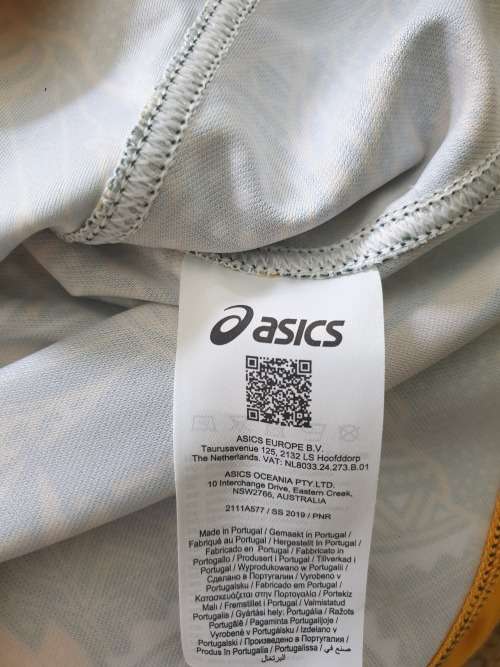 asics
ASICS EUROPE B.V.
Taurusavenue 125, 2132 LS Hoofddorp
The Netherlands. VAT: NL8033.24.273.B.01
ASICS OCEANIA PTY.LTD.
10 Interchange Drive, Eastern Creek,
NSW2766, AUSTRALIA
2111A577 / SS 2019 / PNR
Made in Portugal / Gemaakt in Portugal /
Fabriqué au Portugal / Hergestellt in Portugal /
Fabricado en Portugal / Fabbricato in
Portogallo / Produsert i Portugal / Tillverkad i
Portugal / Wyprodukowano w Portugalii /
Сделано в Португалии / Vyrobeno v
Portugalsku / Fabricado em Portugal /
Κατασκευάζεται στην Πορτογαλία / Portekiz
Mali / Fremstillet i Portugal / Valmistatud
Portugalis / Gyártási hely: Portugália / Ražots
Portugālē / Pagaminta Portugalijoje /
Vyrobené v Portugalsku / Izdelano v
Portugalski / Произведено в Португалия /
Produs în Portugalia / Portugalissa / صنع في
البرتغال